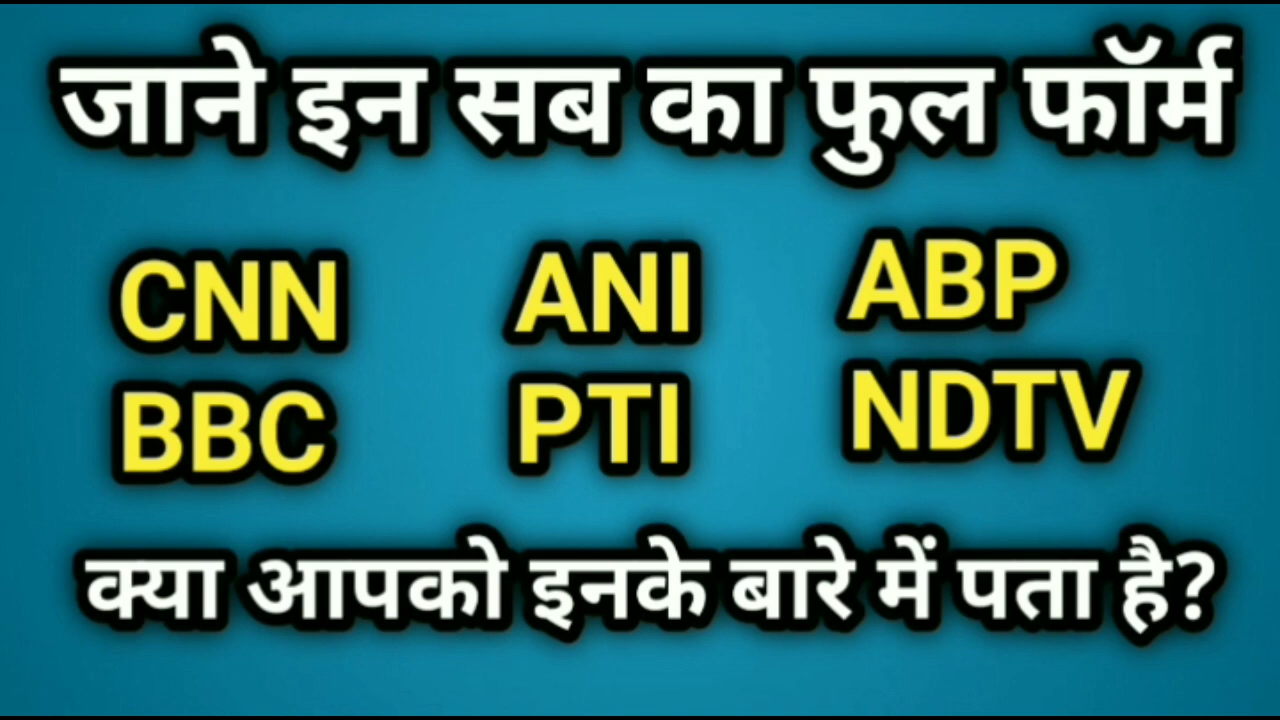 जाने इन सब का फुल फॉर्म
CNN ANI ABP
BBC PTI NDTV
क्या आपको इनके बारे में पता है?